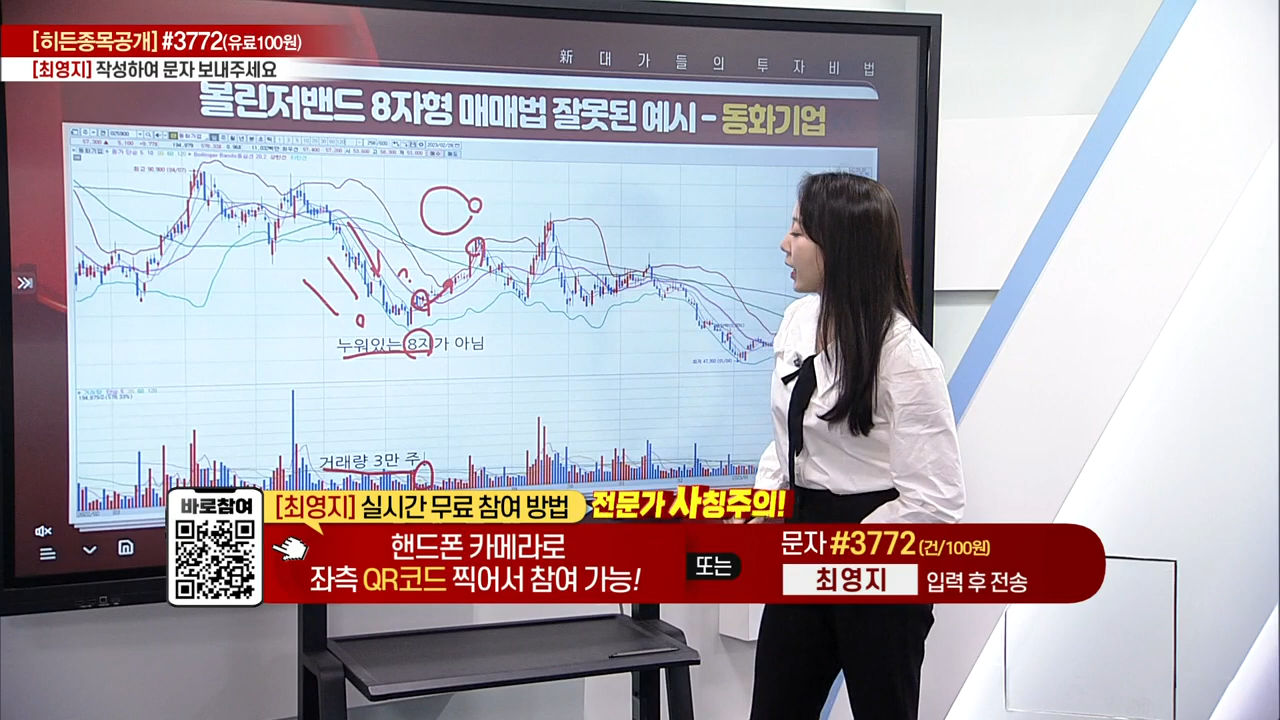 [히든종목공개] #3772(유료100원)
[최영지] 작성하여 문자 보내주세요
新 대 가 들 의 투 자 비 법
볼린저밴드 8자형 매매법 잘못된 예시 - 동화기업
누워있는 8자가 아님
거래량 3만 주
바로참여
[최영지] 실시간 무료 참여 방법
전문가 사칭주의!
핸드폰 카메라로
좌측 QR코드 찍어서 참여 가능!
또는
문자 #3772 (건/100원)
최영지 입력 후 전송